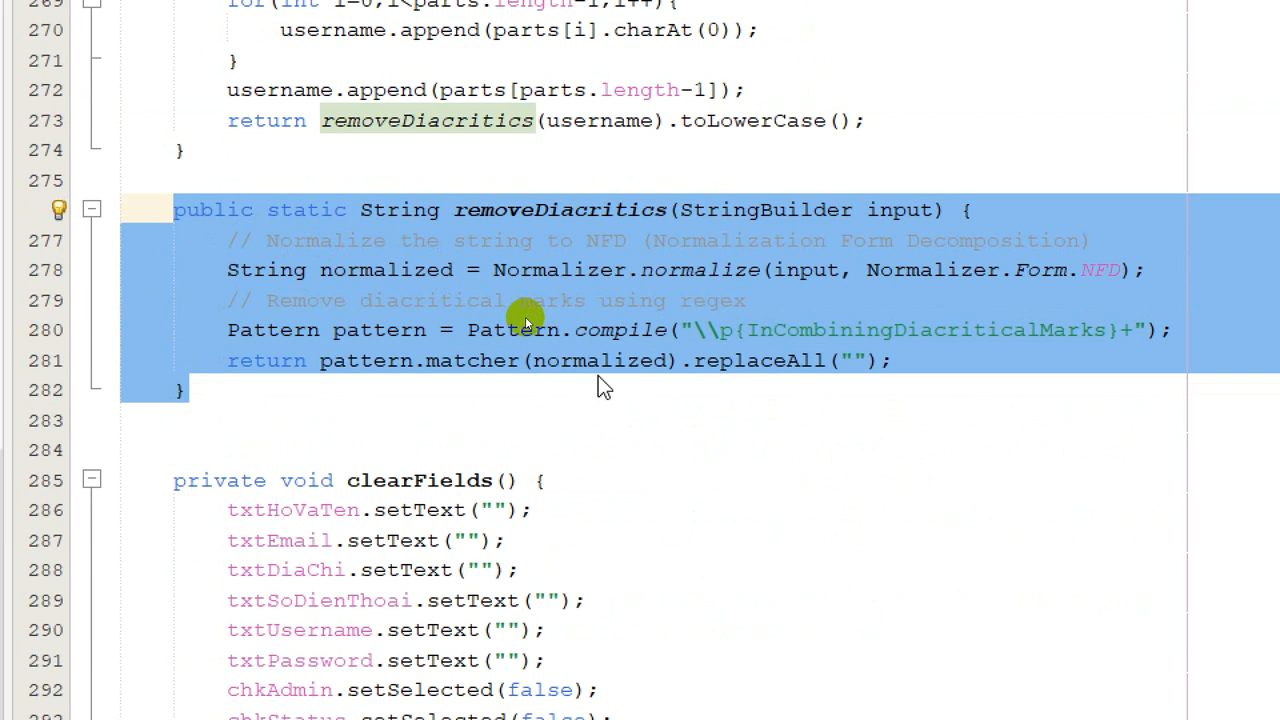 269 for(int i=0;i<parts.length-1;i++){
270 username.append(parts[i].charAt(0));
271 }
272 username.append(parts[parts.length-1]);
273 return removeDiacritics(username).toLowerCase();
274 }
275
public static String removeDiacritics(StringBuilder input) {
277 // Normalize the string to NFD (Normalization Form Decomposition)
278 String normalized = Normalizer.normalize(input, Normalizer.Form.NFD);
279 // Remove diacritical marks using regex
280 Pattern pattern = Pattern.compile("\\p{InCombiningDiacriticalMarks}+");
281 return pattern.matcher(normalized).replaceAll("");
282 }
283
284
285 private void clearFields() {
286 txtHoVaTen.setText("");
287 txtEmail.setText("");
288 txtDiaChi.setText("");
289 txtSoDienThoai.setText("");
290 txtUsername.setText("");
291 txtPassword.setText("");
292 chkAdmin.setSelected(false);
293 chkStatus.setSelected(false);